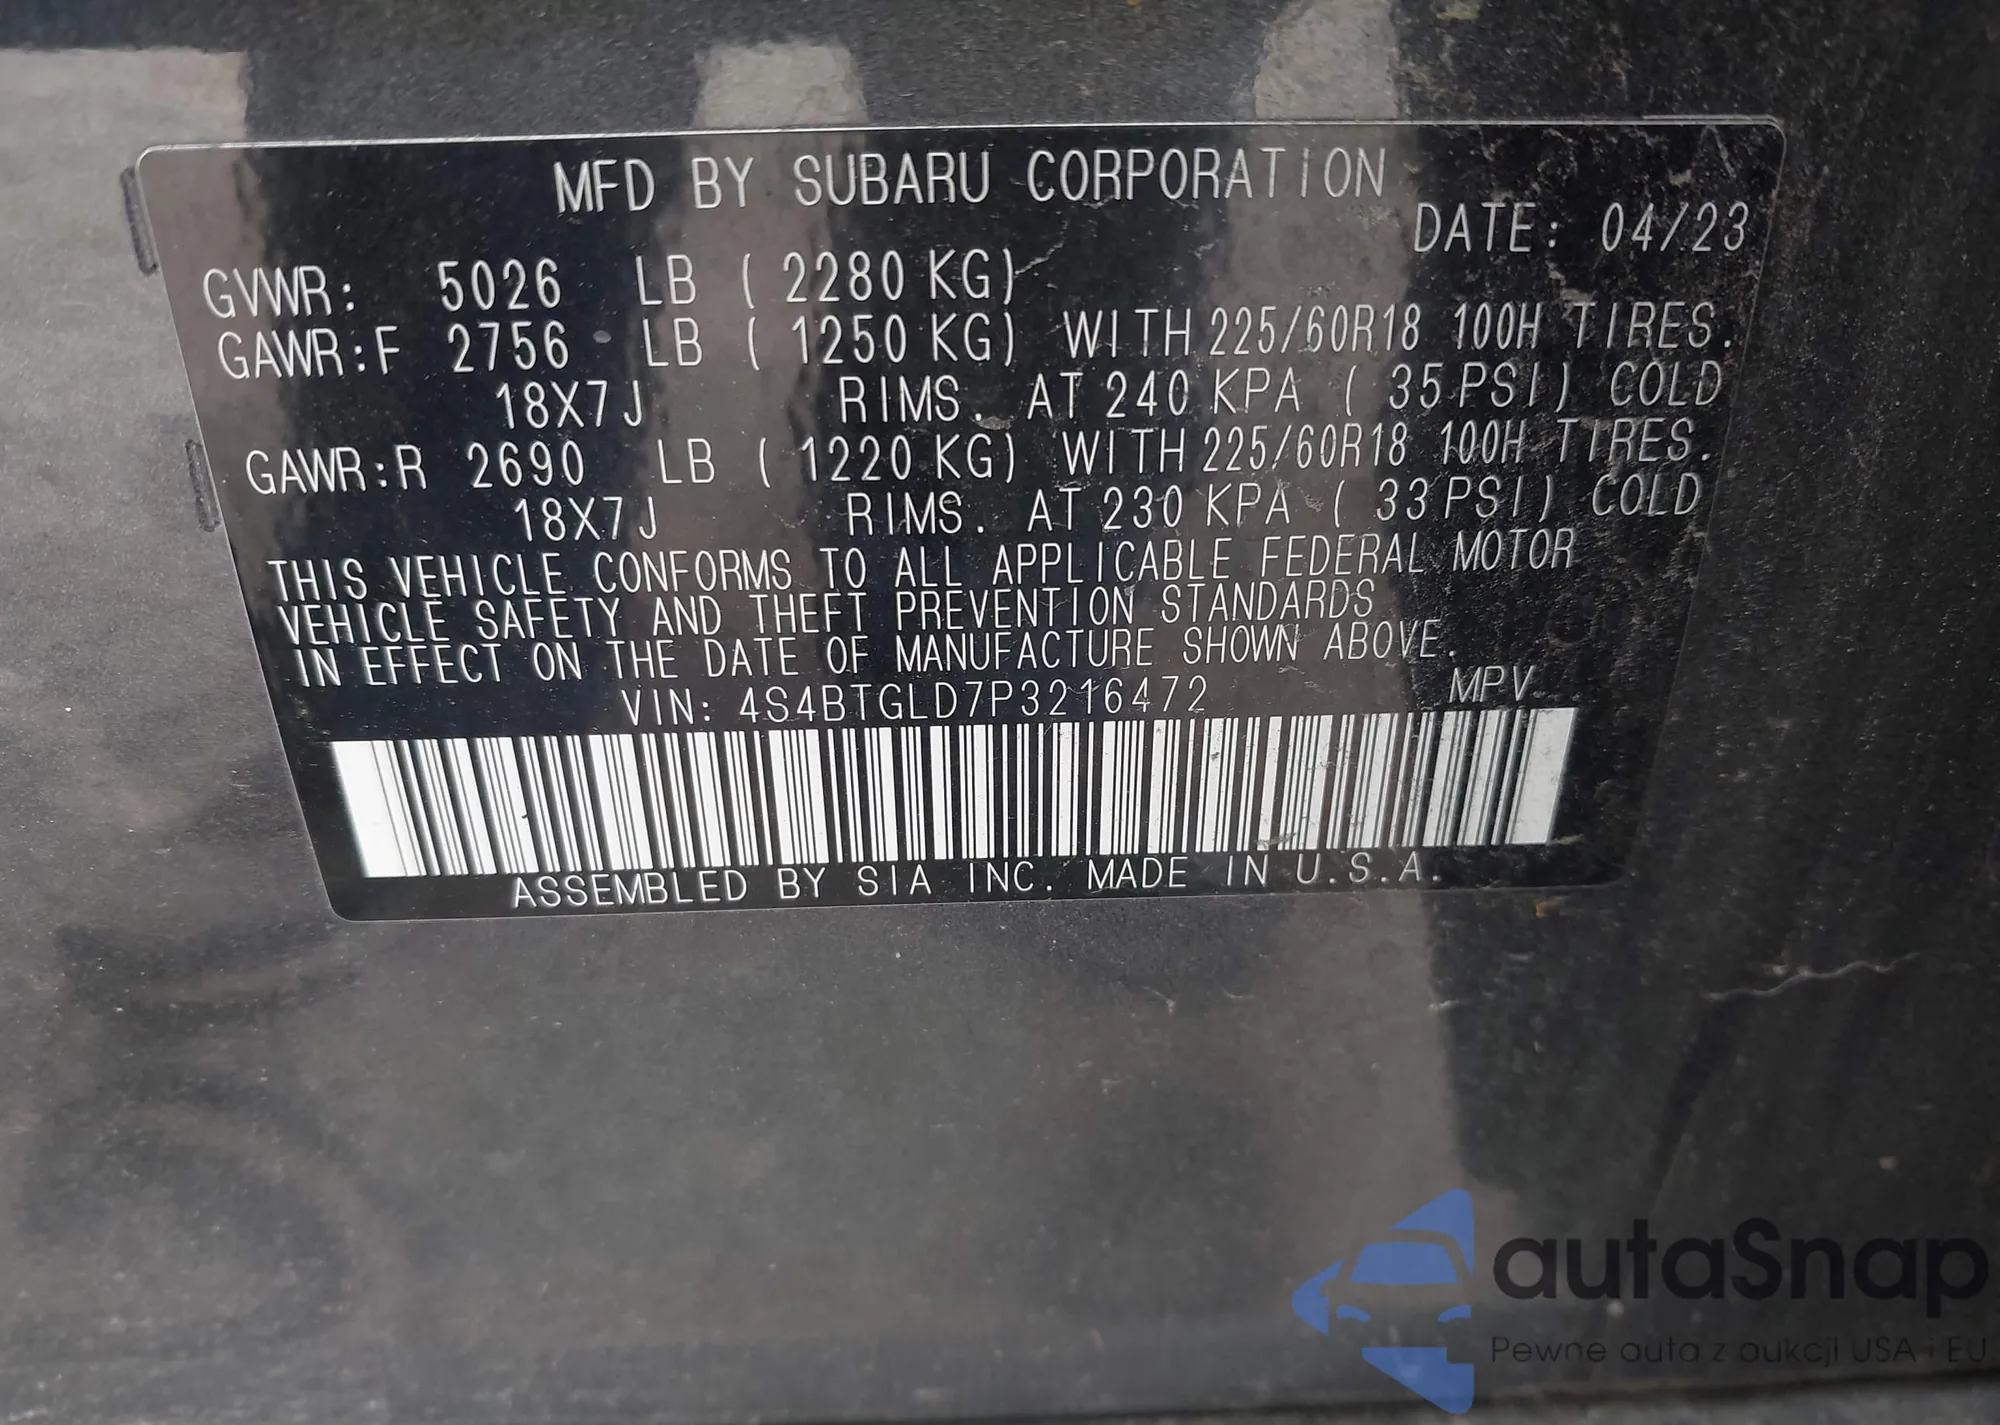 MFD BY SUBARU CORPORATION
DATE: 04/23
GVWR: 5026 LB ( 2280 KG)
GAWR:F 2756 LB ( 1250 KG) WITH 225/60R18 100H TIRES.
18X7J RIMS. AT 240 KPA ( 35 PSI) COLD
GAWR:R 2690 LB ( 1220 KG) WITH 225/60R18 100H TIRES.
18X7J RIMS. AT 230 KPA ( 33 PSI) COLD
THIS VEHICLE CONFORMS TO ALL APPLICABLE FEDERAL MOTOR
VEHICLE SAFETY AND THEFT PREVENTION STANDARDS
IN EFFECT ON THE DATE OF MANUFACTURE SHOWN ABOVE.
VIN: 4S4BTGLD7P3216472 MPV
ASSEMBLED BY SIA INC. MADE IN U.S.A.
autaSnap
Pewne auta z aukcji USA i EU